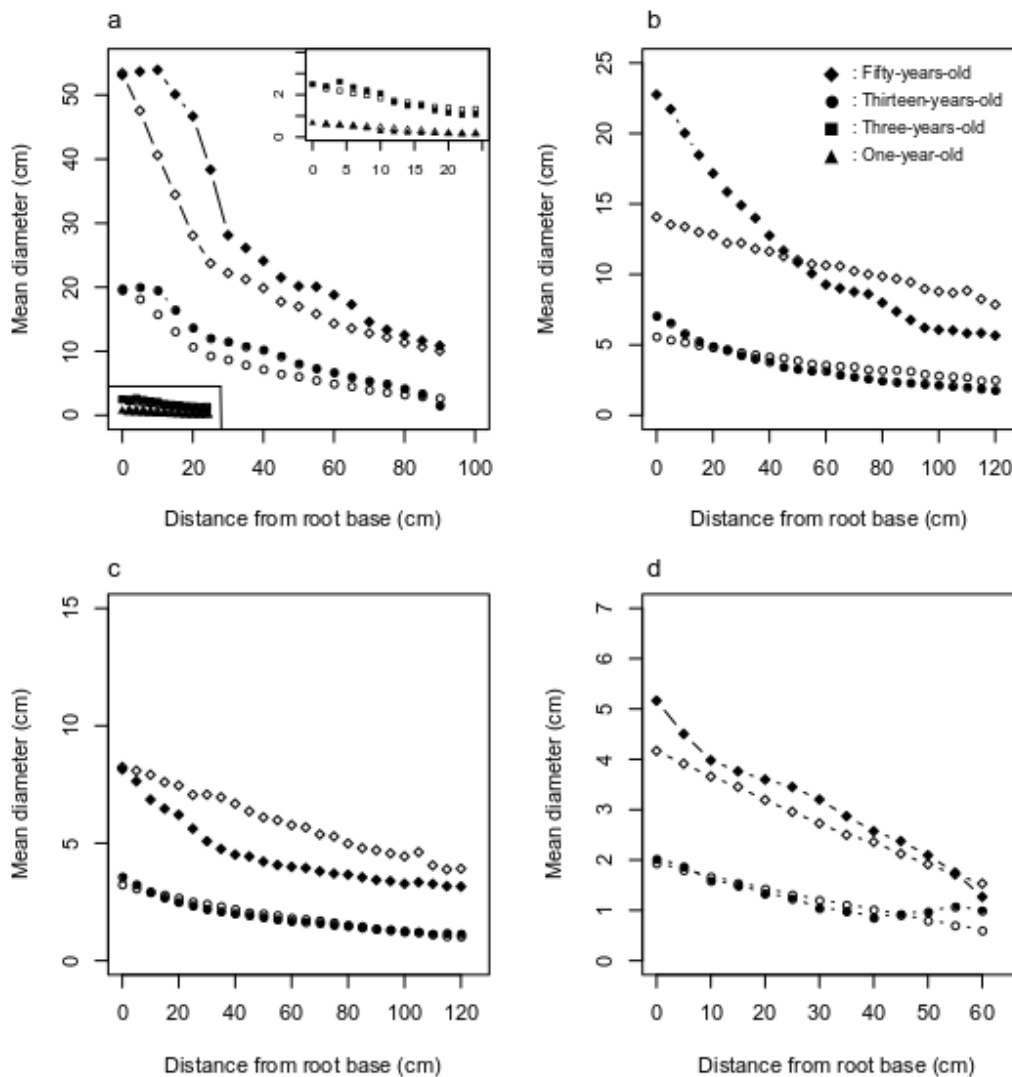 a
Mean diameter (cm)
50
40
30
20
10
0
2
0
0 5 10 15 20
0 20 40 60 80 100
Distance from root base (cm)
b
Mean diameter (cm)
25
20
15
10
5
0
: Fifty-years-old
: Thirteen-years-old
: Three-years-old
: One-year-old
0 20 40 60 80 100 120
Distance from root base (cm)
c
Mean diameter (cm)
15
10
5
0
0 20 40 60 80 100 120
Distance from root base (cm)
d
Mean diameter (cm)
7
6
5
4
3
2
1
0
0 10 20 30 40 50 60
Distance from root base (cm)